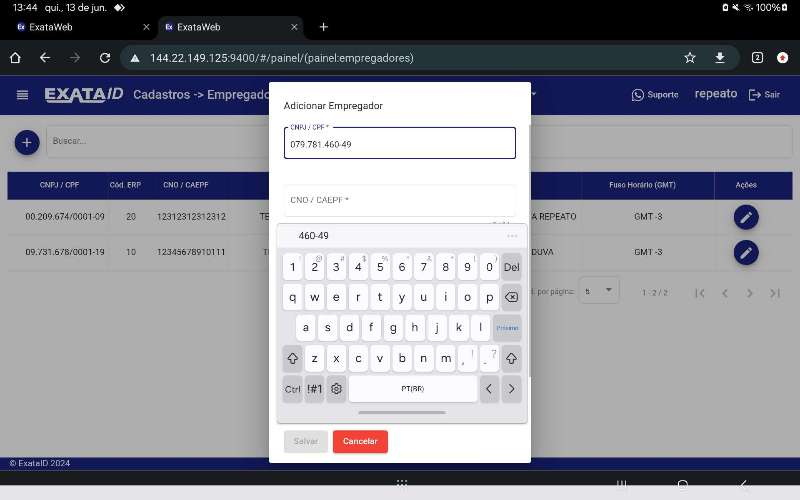 13:44 qui., 13 de jun.
100%
ExataWeb
ExataWeb
144.22.149.125:9400/#/painel/(painel:empregadores)
2
EXATAID Cadastros -> Empregado
Suporte
repeato
Sair
Buscar...
CNPJ / CPF Cód. ERP CNO / CAEPF Fuso Horário (GMT) Ações
00.209.674/0001-09 20 12312312312312 TE A REPEATO GMT -3
09.731.678/0001-19 10 12345678910111 TE DUVA GMT -3
por página: 5 1 - 2 / 2
Adicionar Empregador
CNPJ / CPF *
079.781.460-49
CNO / CAEPF *
460-49
1 2 3 4 5 6 7 8 9 0 Del
q w e r t y u i o p
a s d f g h j k l Próximo
z x c v b n m , ! . ?
Ctrl !#1 PT(BR)
Salvar Cancelar
© ExataID 2024